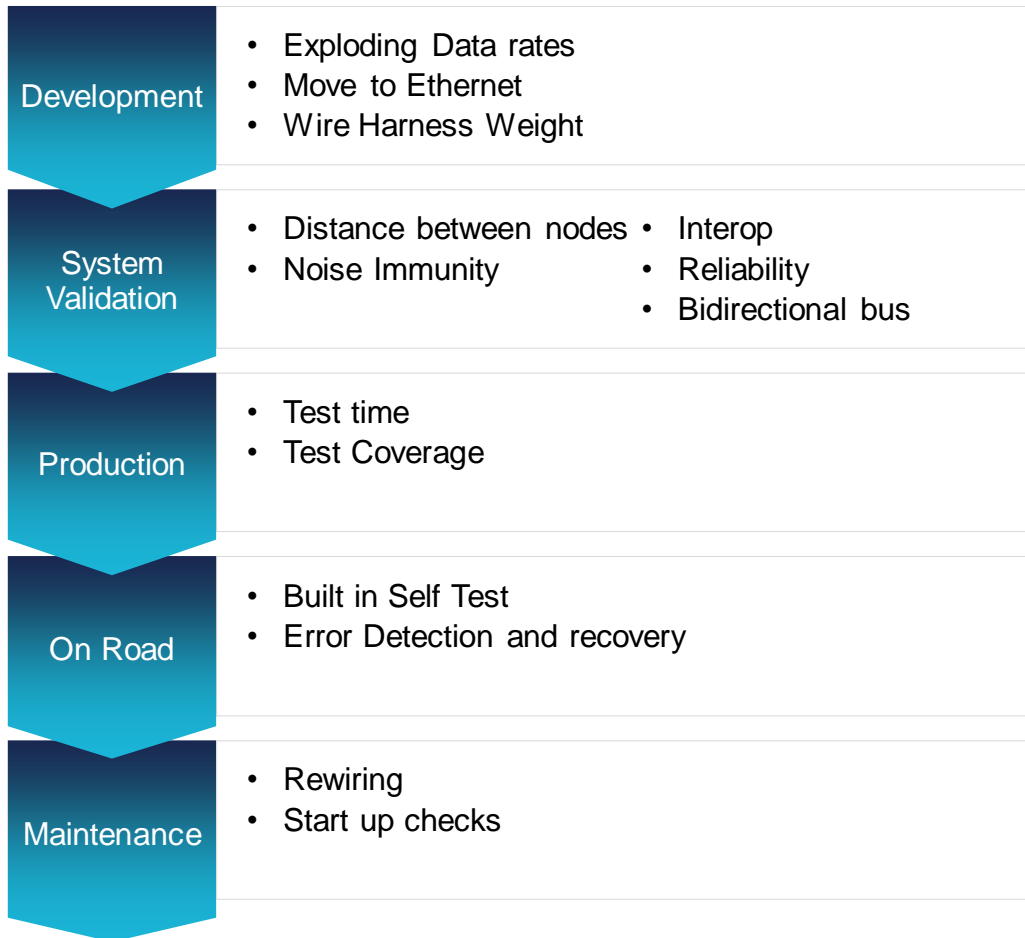 Development
• Exploding Data rates
• Move to Ethernet
• Wire Harness Weight
System
Validation
• Distance between nodes
• Noise Immunity
• Interop
• Reliability
• Bidirectional bus
Production
• Test time
• Test Coverage
On Road
• Built in Self Test
• Error Detection and recovery
Maintenance
• Rewiring
• Start up checks